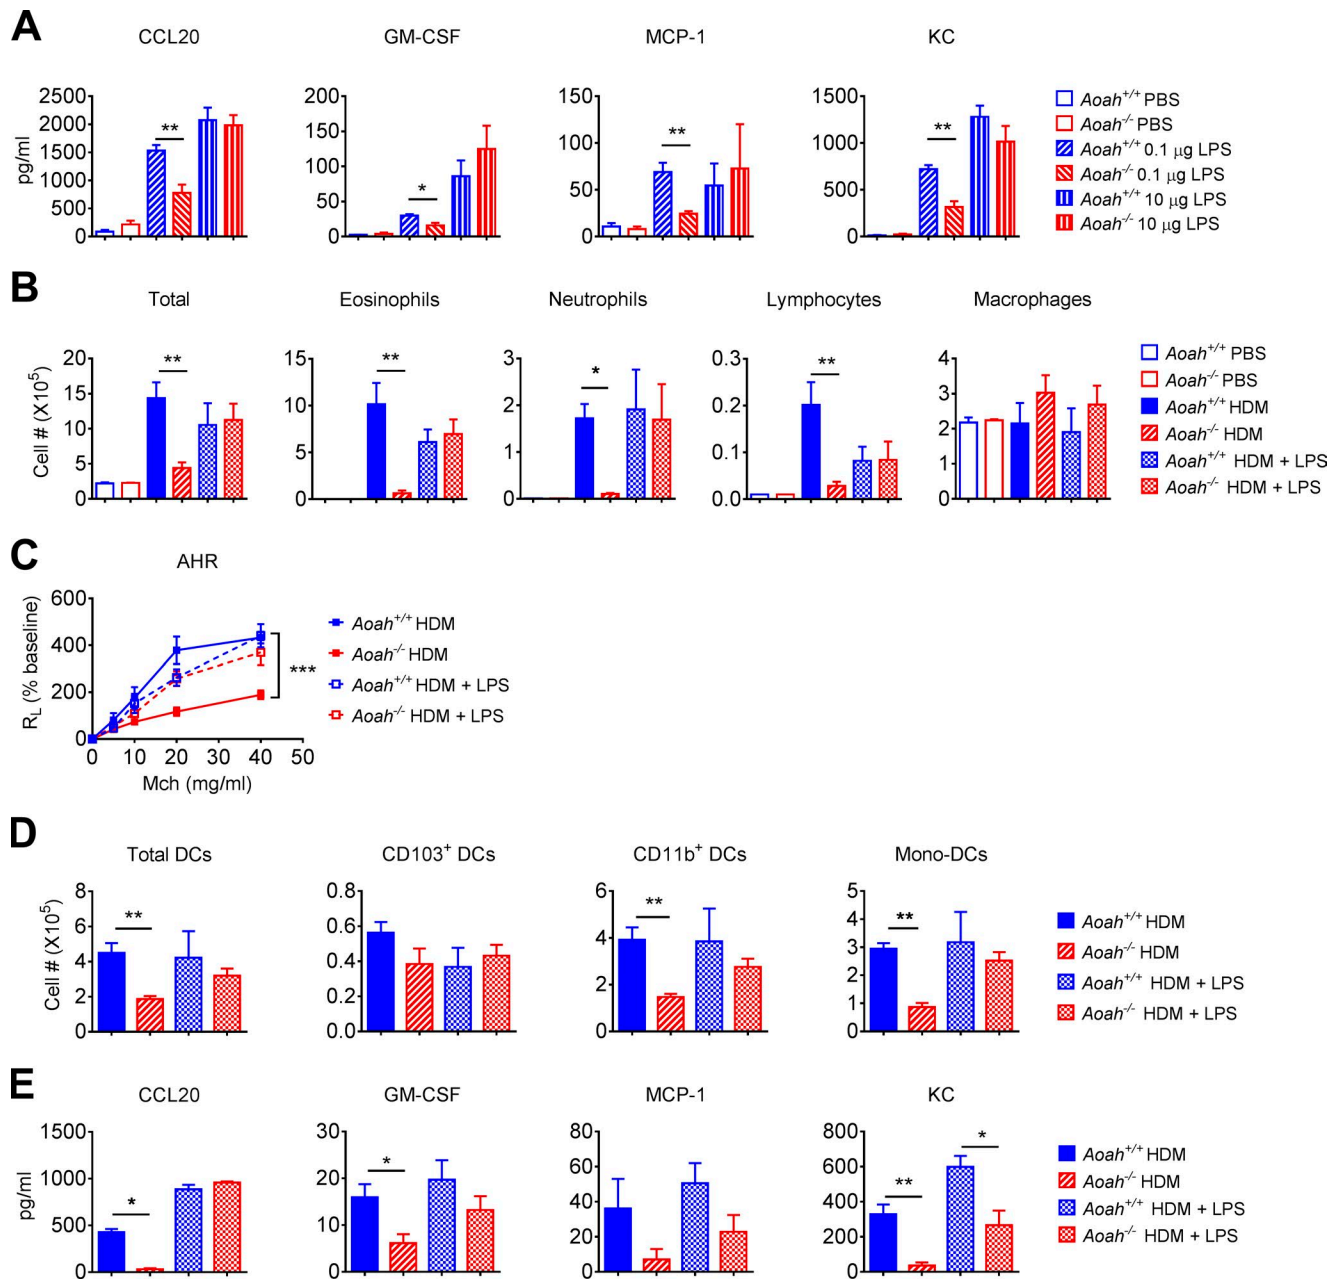 A
CCL20
GM-CSF
MCP-1
KC
pg/ml
2500
2000
1500
1000
500
0
**
200
150
100
50
0
*
150
100
50
0
**
1500
1000
500
0
**
Aoah+/+ PBS
Aoah-/- PBS
Aoah+/+ 0.1 μg LPS
Aoah-/- 0.1 μg LPS
Aoah+/+ 10 μg LPS
Aoah-/- 10 μg LPS
B
Total
Eosinophils
Neutrophils
Lymphocytes
Macrophages
Cell # (X10⁵)
20
15
10
5
0
**
15
10
5
0
**
3
2
1
0
*
0.3
0.2
0.1
0.0
**
4
3
2
1
0
Aoah+/+ PBS
Aoah-/- PBS
Aoah+/+ HDM
Aoah-/- HDM
Aoah+/+ HDM + LPS
Aoah-/- HDM + LPS
C
AHR
RL (% baseline)
600
400
200
0
***
0 10 20 30 40 50
Mch (mg/ml)
Aoah+/+ HDM
Aoah-/- HDM
Aoah+/+ HDM + LPS
Aoah-/- HDM + LPS
D
Total DCs
CD103+ DCs
CD11b+ DCs
Mono-DCs
Cell # (X10⁵)
8
6
4
2
0
**
0.8
0.6
0.4
0.2
0.0
6
4
2
0
**
5
4
3
2
1
0
**
Aoah+/+ HDM
Aoah-/- HDM
Aoah+/+ HDM + LPS
Aoah-/- HDM + LPS
E
CCL20
GM-CSF
MCP-1
KC
pg/ml
1500
1000
500
0
*
30
20
10
0
*
80
60
40
20
0
800
600
400
200
0
**
*
Aoah+/+ HDM
Aoah-/- HDM
Aoah+/+ HDM + LPS
Aoah-/- HDM + LPS